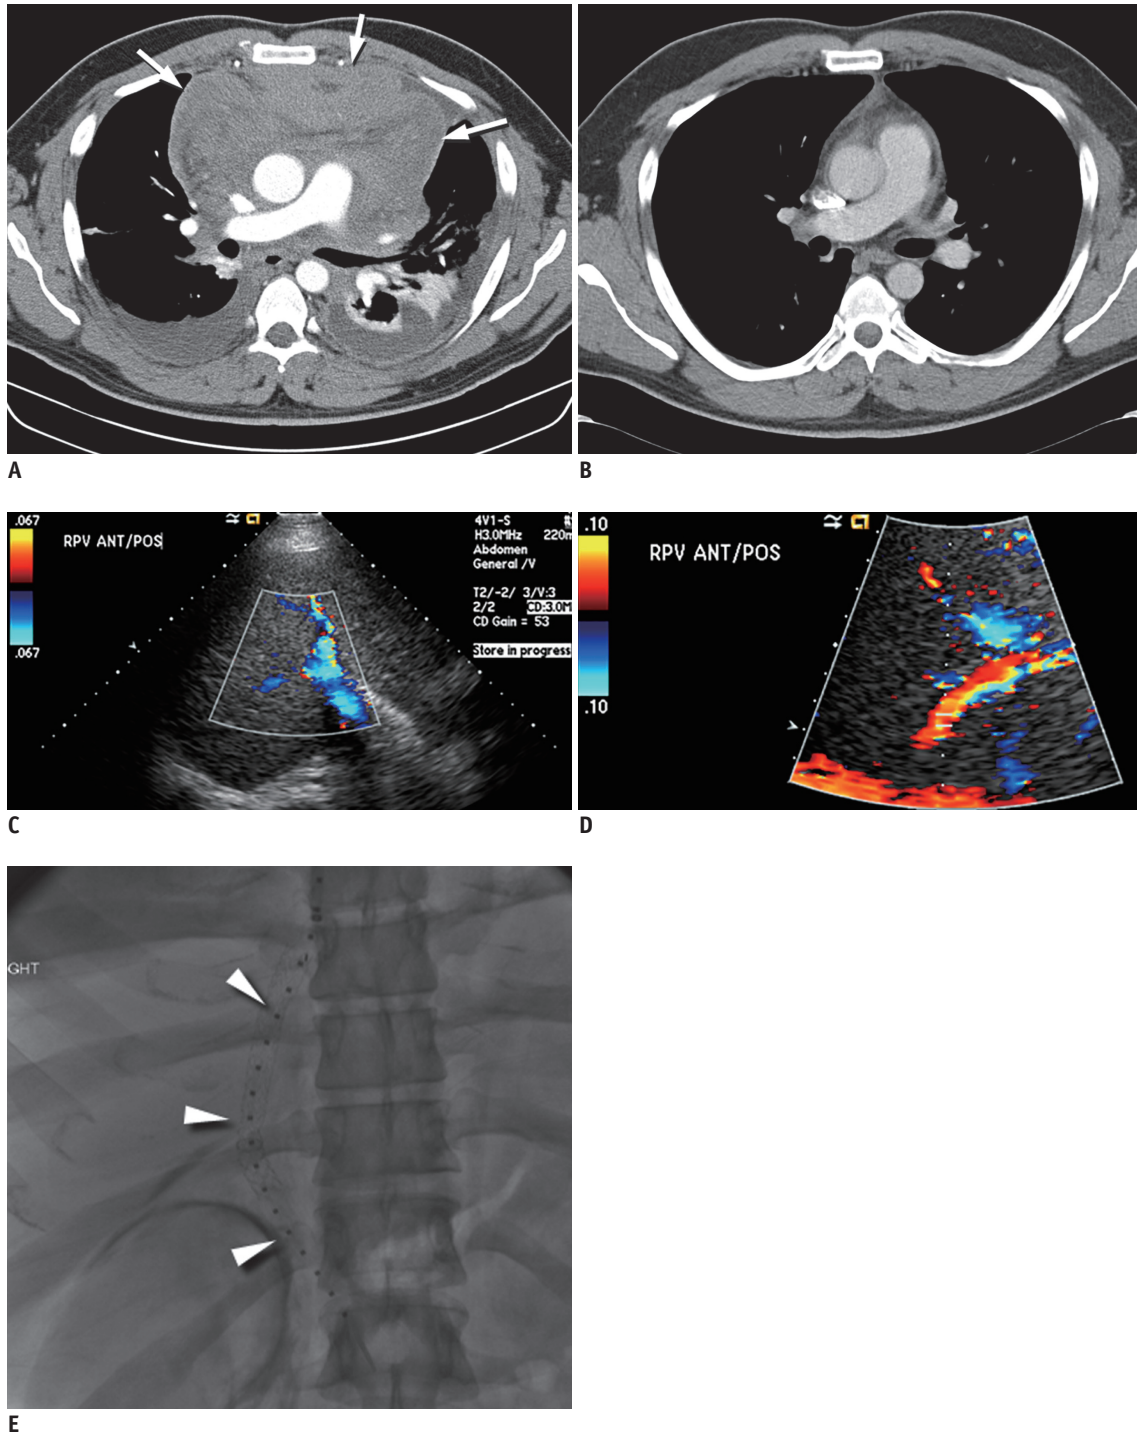 A
B
.067
RPV ANT/POS
.067
4V1-S
H3.0MHz
Abdomen
General /V
T2/-2/ 3/V:3
2/2 CD:3.0M
CD Gain = 53
Store in progress
.10
RPV ANT/POS
.10
C
D
GHT
E